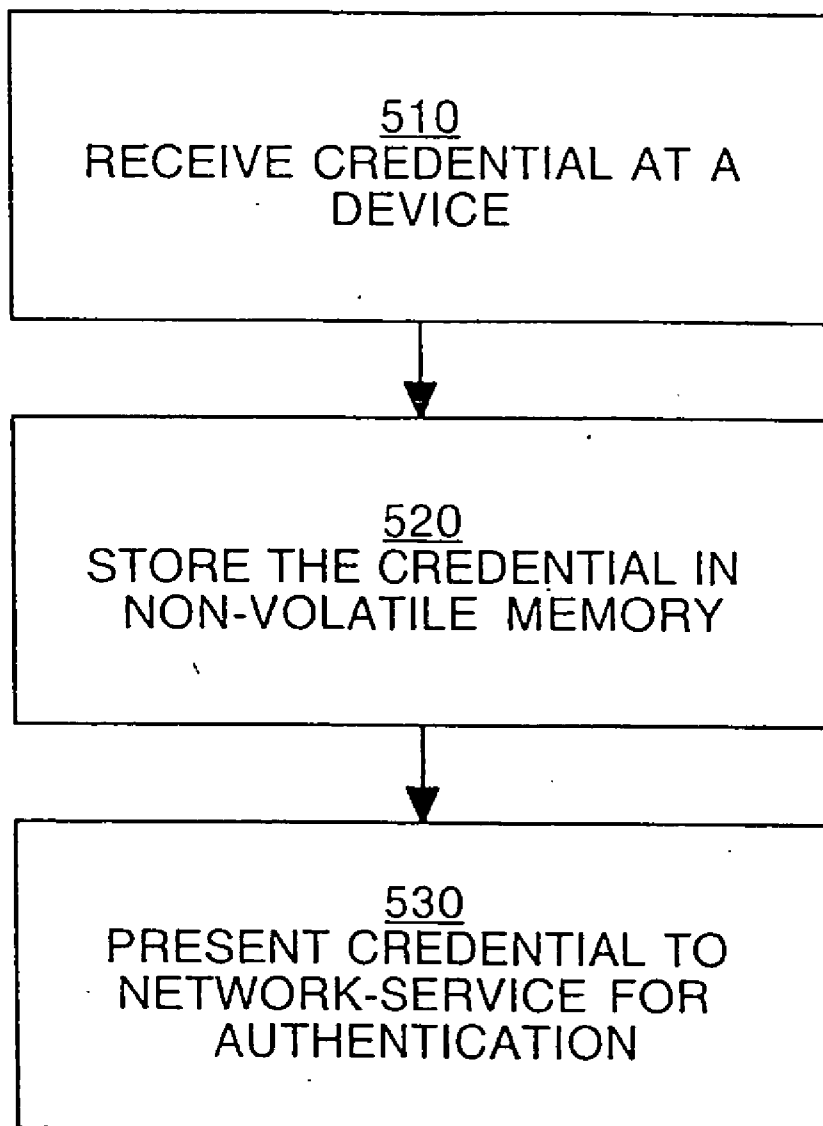 510
RECEIVE CREDENTIAL AT A
DEVICE
520
STORE THE CREDENTIAL IN
NON-VOLATILE MEMORY
530
PRESENT CREDENTIAL TO
NETWORK-SERVICE FOR
AUTHENTICATION